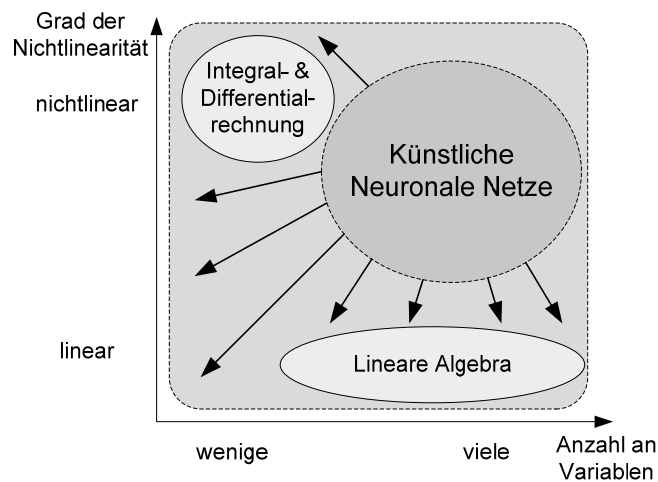 Grad der
Nichtlinearität
nichtlinear
linear
Integral- &
Differential-
rechnung
Künstliche
Neuronale Netze
Lineare Algebra
wenige
viele
Anzahl an
Variablen